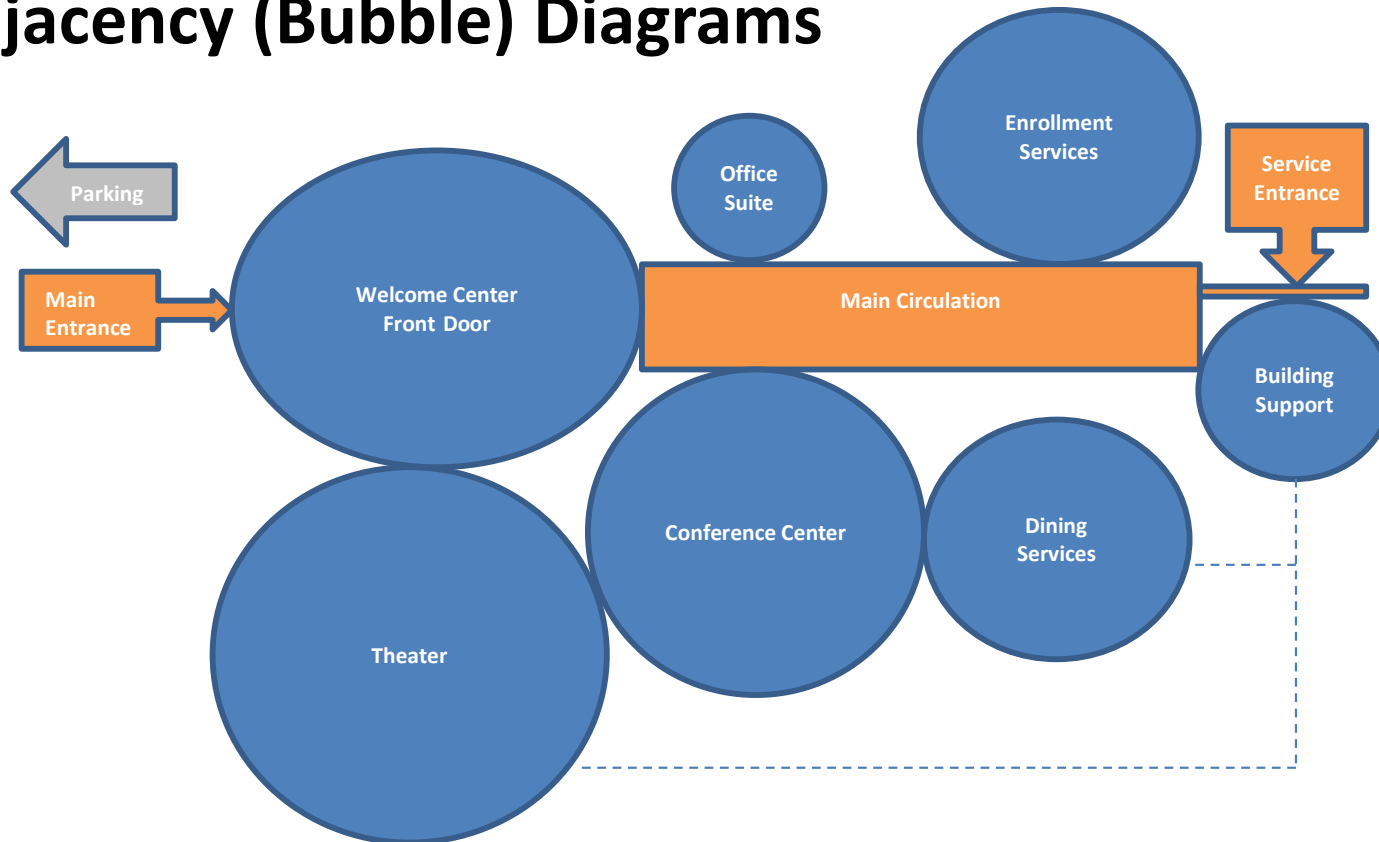 jacency (Bubble) Diagrams
Parking
Main
Entrance
Welcome Center
Front Door
Office
Suite
Enrollment
Services
Service
Entrance
Main Circulation
Building
Support
Conference Center
Dining
Services
Theater